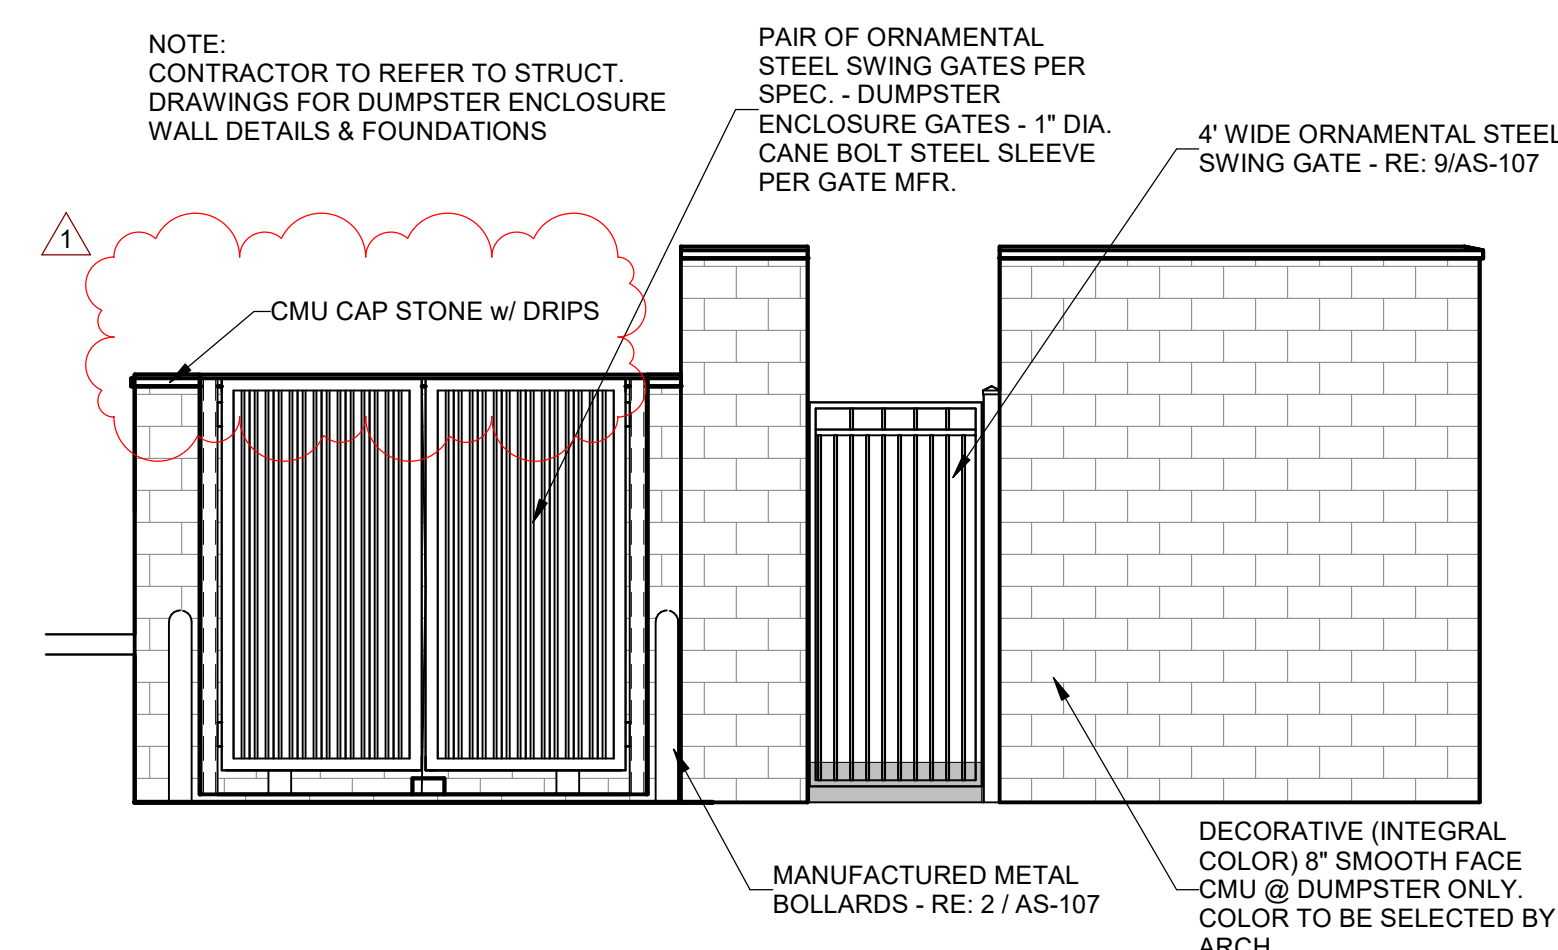 NOTE:
CONTRACTOR TO REFER TO STRUCT.
DRAWINGS FOR DUMPSTER ENCLOSURE
WALL DETAILS & FOUNDATIONS
PAIR OF ORNAMENTAL
STEEL SWING GATES PER
SPEC. - DUMPSTER
ENCLOSURE GATES - 1" DIA.
CANE BOLT STEEL SLEEVE
PER GATE MFR.
4' WIDE ORNAMENTAL STEEL
SWING GATE - RE: 9/AS-107
1
CMU CAP STONE w/ DRIPS
MANUFACTURED METAL
BOLLARDS - RE: 2 / AS-107
DECORATIVE (INTEGRAL
COLOR) 8" SMOOTH FACE
CMU @ DUMPSTER ONLY.
COLOR TO BE SELECTED BY
ARCH